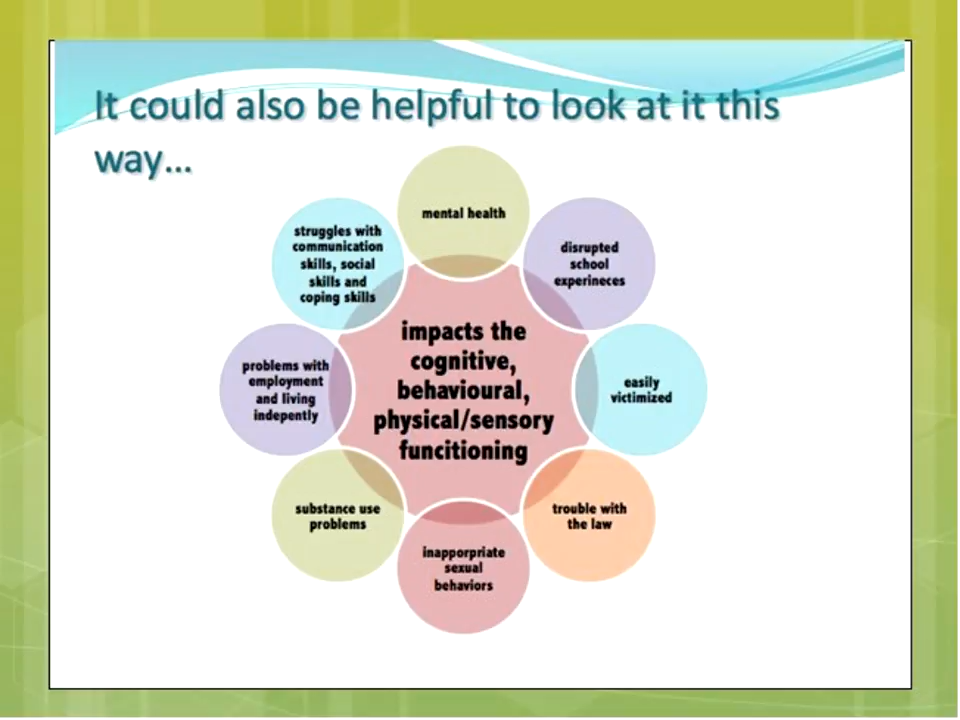 It could also be helpful to look at it this
way...
mental health
disrupted
school
experineces
easily
victimized
trouble with
the law
inapporpriate
sexual
behaviors
substance use
problems
problems with
employment
and living
indepently
struggles with
communication
skills, social
skills and
coping skills
impacts the
cognitive,
behavioural,
physical/sensory
funcitioning